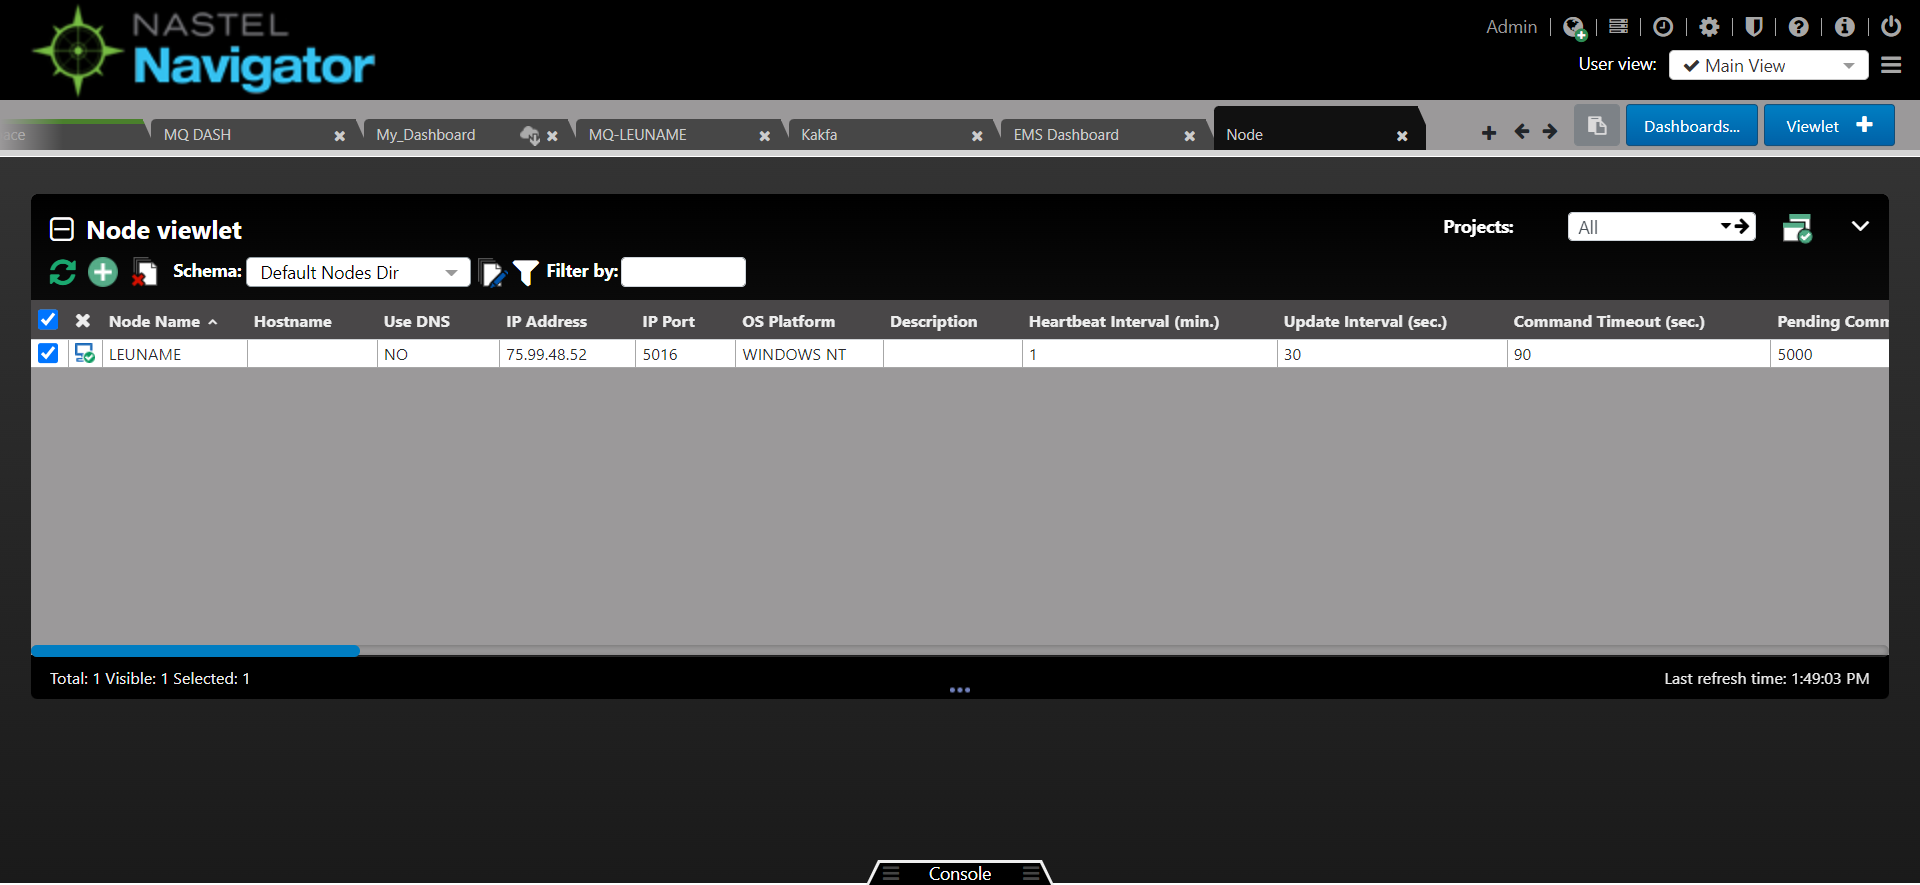 NASTEL
Navigator
Admin
User view: Main View
ace
MQ DASH
My_Dashboard
MQ-LEUNAME
Kakfa
EMS Dashboard
Node
Dashboards...
Viewlet
Node viewlet
Projects: All
Schema: Default Nodes Dir Filter by:
Node Name Hostname Use DNS IP Address IP Port OS Platform Description Heartbeat Interval (min.) Update Interval (sec.) Command Timeout (sec.) Pending Comm
LEUNAME NO 75.99.48.52 5016 WINDOWS NT 1 30 90 5000
Total: 1 Visible: 1 Selected: 1
Last refresh time: 1:49:03 PM
Console